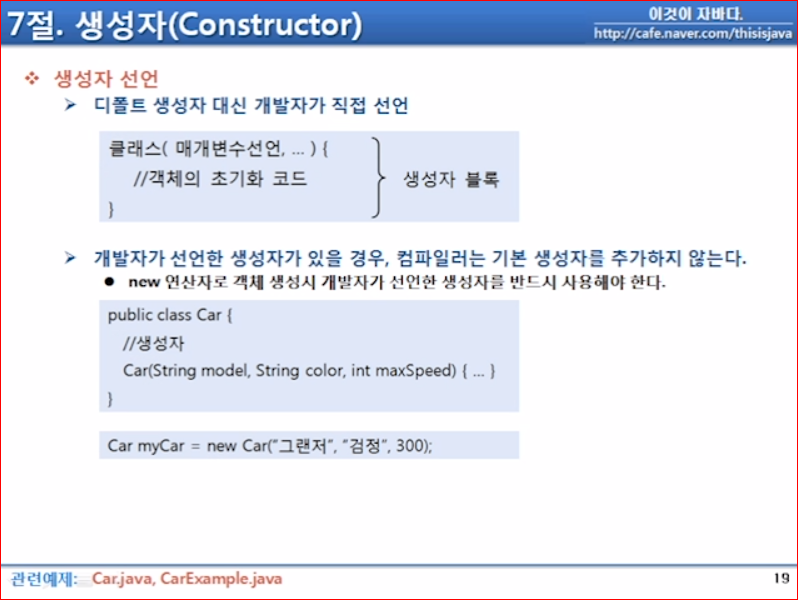 7절. 생성자(Constructor)
이것이 자바다.
http://cafe.naver.com/thisisjava
생성자 선언
디폴트 생성자 대신 개발자가 직접 선언
클래스( 매개변수선언, ... ) {
//객체의 초기화 코드
}
생성자 블록
개발자가 선언한 생성자가 있을 경우, 컴파일러는 기본 생성자를 추가하지 않는다.
new 연산자로 객체 생성시 개발자가 선언한 생성자를 반드시 사용해야 한다.
public class Car {
//생성자
Car(String model, String color, int maxSpeed) { ... }
}
Car myCar = new Car("그랜저", "검정", 300);
관련예제: Car.java, CarExample.java
19